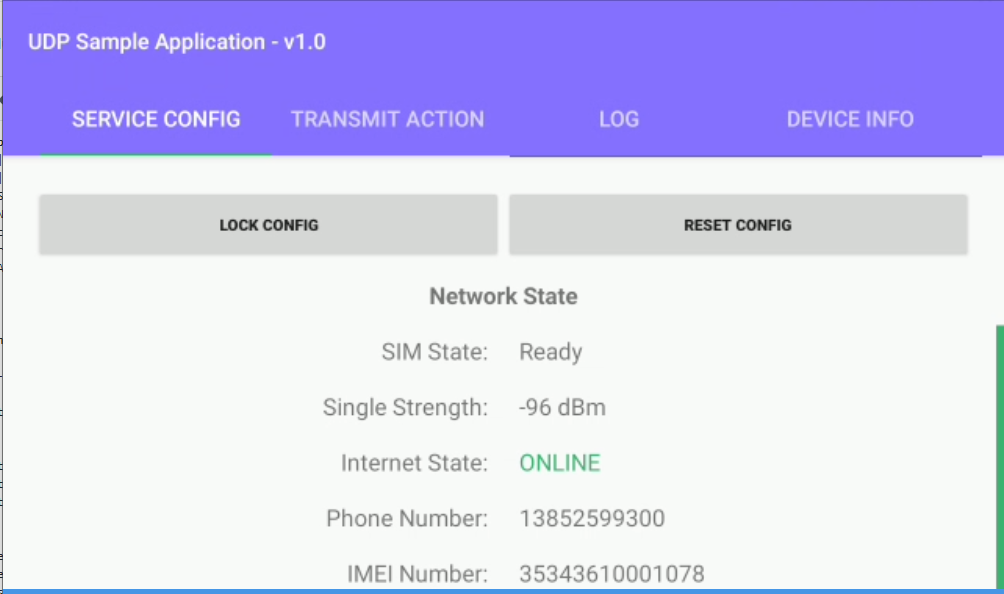 UDP Sample Application - v1.0
SERVICE CONFIG TRANSMIT ACTION LOG DEVICE INFO
LOCK CONFIG RESET CONFIG
Network State
SIM State: Ready
Single Strength: -96 dBm
Internet State: ONLINE
Phone Number: 13852599300
IMEI Number: 35343610001078